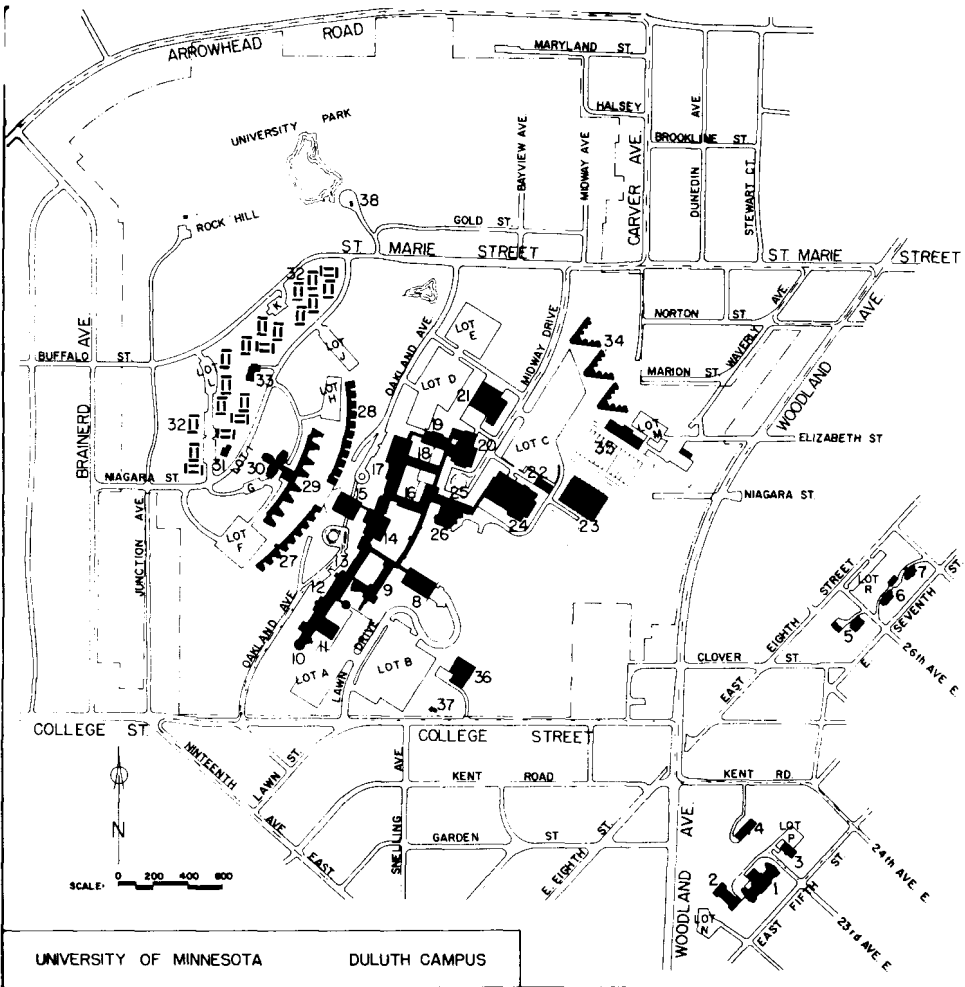 ARROWHEAD ROAD
MARYLAND ST.
HALSEY
UNIVERSITY PARK
BAYVIEW AVE
MIDWAY AVE
CARVER AVE
DUNEDIN AVE
BROOKLINE ST.
STEWART CT.
38
ROCK HILL
GOLD ST.
ST. MARIE STREET
ST. MARIE STREET
32
K
NORTON ST.
WAVERLY AVE.
WOODLAND AVE.
BRAINERD AVE
BUFFALO ST.
LOT J
OAKLAND AVE.
LOT E
MIDWIDE DRIVE
34
MARION ST.
LOT L
33
LOT H
28
LOT D
21
LOT M
ELIZABETH ST
32
19
20
LOT C
35
18
31
LOT I
30
17
22
NIAGARA ST.
G
29
15
16
25
NIAGARA ST.
24
23
LOT F
14
26
27
13
JUNCTION AVE.
12
9
8
EIGHTH STREET
LOT R
7
6
SEVENTH ST.
5
OAKLAND AVE
11
10
LOT A
LAWN DRIVE
LOT B
36
37
CLOVER ST.
EAST
E.
26th AVE E.
COLLEGE ST.
COLLEGE STREET
NINTEENTH AVE EAST
LAWN ST.
SNELLING AVE
KENT ROAD
KENT RD.
N
GARDEN ST
E. EIGHTH ST.
WOODLAND AVE.
4
LOT P
3
24th AVE E
SCALE: 0 200 400 600
2
1
LOT N
EAST FIFTH ST
23rd AVE E.
UNIVERSITY OF MINNESOTA DULUTH CAMPUS